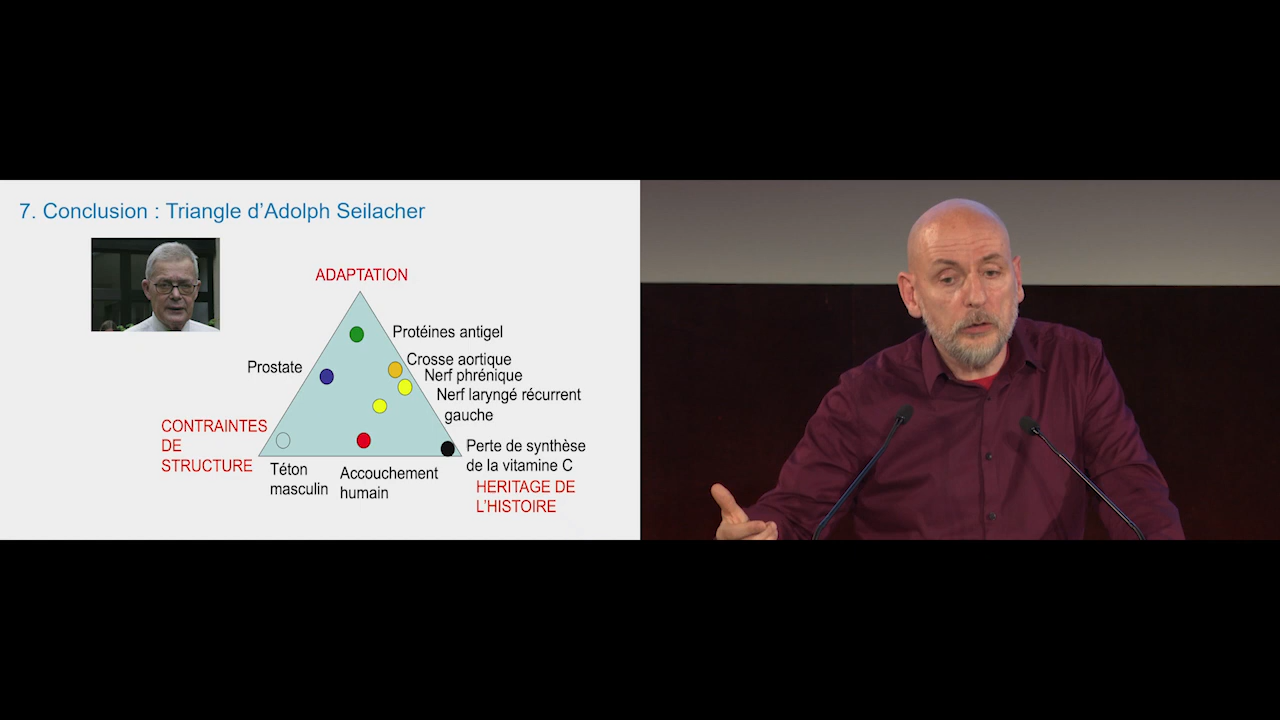 7. Conclusion : Triangle d’Adolph Seilacher
ADAPTATION
Protéines antigel
Crosse aortique
Prostate
Nerf phrénique
Nerf laryngé récurrent
gauche
CONTRAINTES
DE
STRUCTURE
Perte de synthèse
de la vitamine C
Téton
masculin
Accouchement
humain
HERITAGE DE
L’HISTOIRE